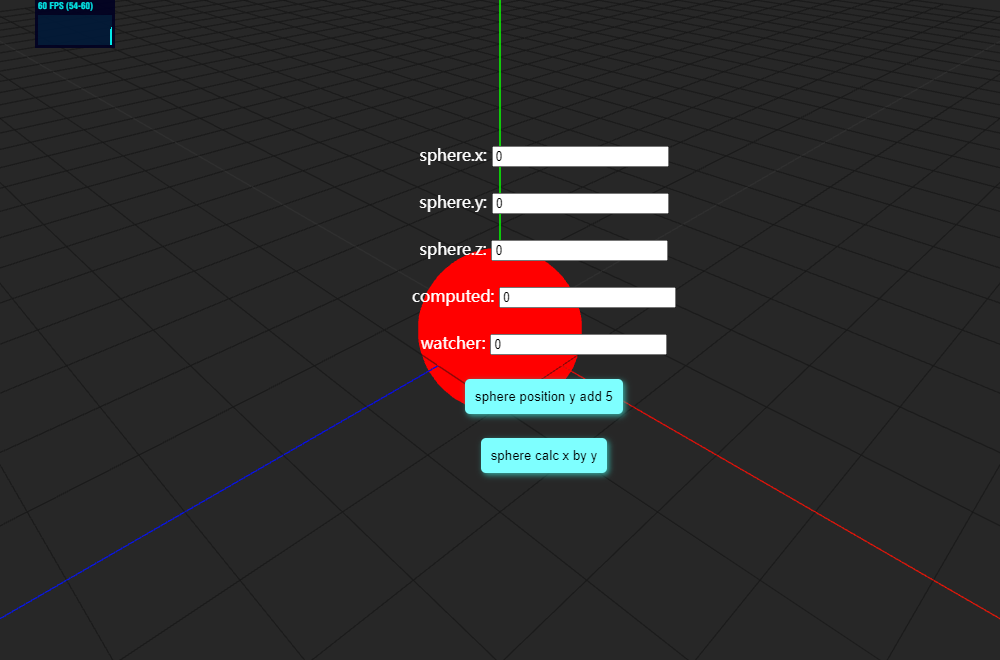 60 FPS (54-60)
sphere.x: 0
sphere.y: 0
sphere.z: 0
computed: 0
watcher: 0
sphere position y add 5
sphere calc x by y